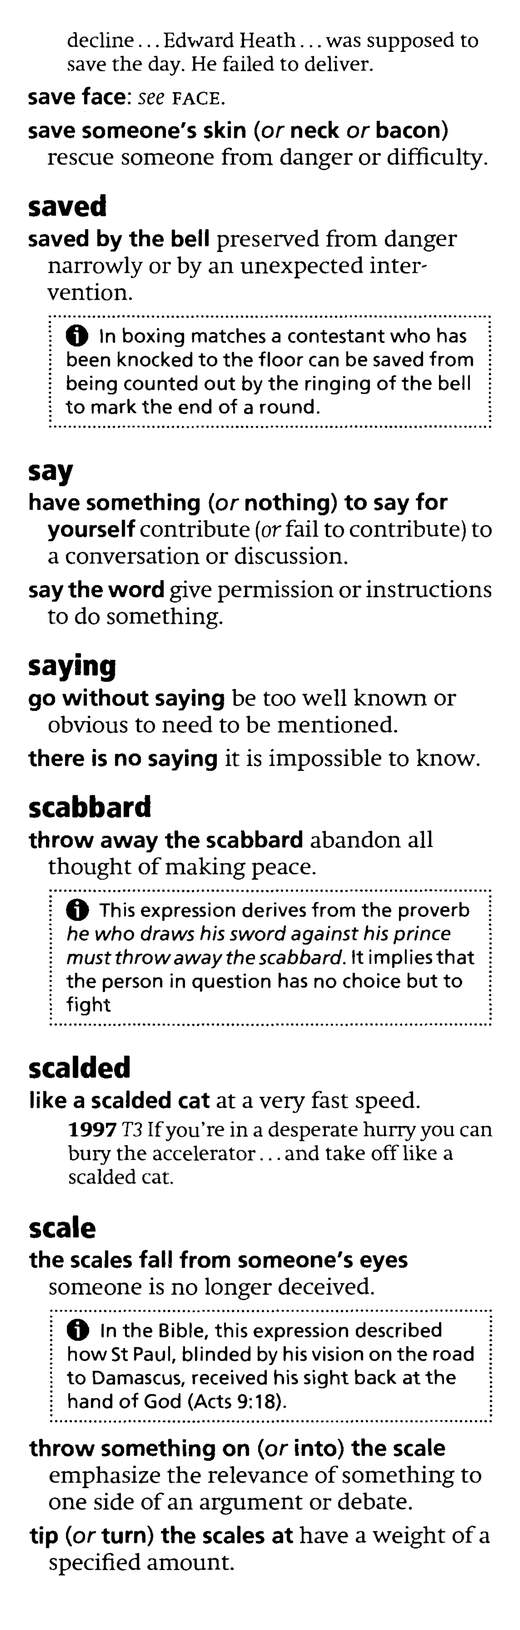 decline . . . Edward Heath . . . was supposed to
save the day. He failed to deliver.
save face: see FACE.
save someone's skin (or neck or bacon)
rescue someone from danger or difficulty.
saved
saved by the bell preserved from danger
narrowly or by an unexpected inter-
vention.
In boxing matches a contestant who has
been knocked to the floor can be saved from
being counted out by the ringing of the bell
to mark the end of a round.
say
have something (or nothing) to say for
yourself contribute (or fail to contribute) to
a conversation or discussion.
say the word give permission or instructions
to do something.
saying
go without saying be too well known or
obvious to need to be mentioned.
there is no saying it is impossible to know.
scabbard
throw away the scabbard abandon all
thought of making peace.
This expression derives from the proverb
he who draws his sword against his prince
must throw away the scabbard. It implies that
the person in question has no choice but to
fight
scalded
like a scalded cat at a very fast speed.
1997 T3 If you're in a desperate hurry you can
bury the accelerator . . . and take off like a
scalded cat.
scale
the scales fall from someone's eyes
someone is no longer deceived.
In the Bible, this expression described
how St Paul, blinded by his vision on the road
to Damascus, received his sight back at the
hand of God (Acts 9:18).
throw something on (or into) the scale
emphasize the relevance of something to
one side of an argument or debate.
tip (or turn) the scales at have a weight of a
specified amount.